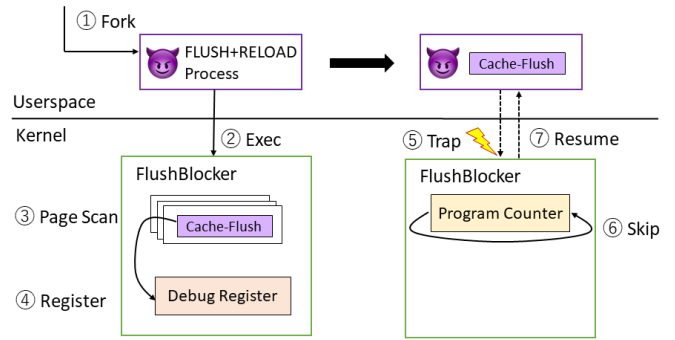 ① Fork
FLUSH+RELOAD
Process
Cache-Flush
Userspace
Kernel
② Exec
⑤ Trap
⑦ Resume
FlushBlocker
FlushBlocker
③ Page Scan
Cache-Flush
Program Counter
⑥ Skip
④ Register
Debug Register